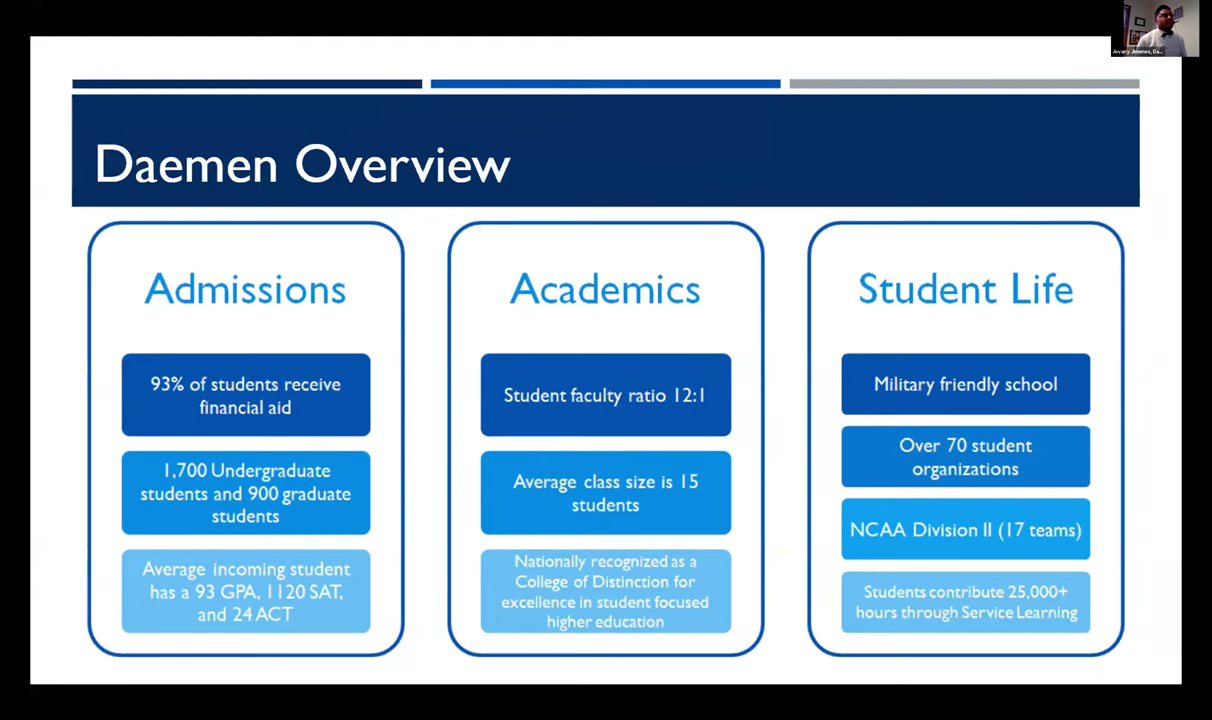 Jovany Jimenez, Da...
Daemen Overview
Admissions
93% of students receive
financial aid
1,700 Undergraduate
students and 900 graduate
students
Average incoming student
has a 93 GPA, 1120 SAT,
and 24 ACT
Academics
Student faculty ratio 12:1
Average class size is 15
students
Nationally recognized as a
College of Distinction for
excellence in student focused
higher education
Student Life
Military friendly school
Over 70 student
organizations
NCAA Division II (17 teams)
Students contribute 25,000+
hours through Service Learning